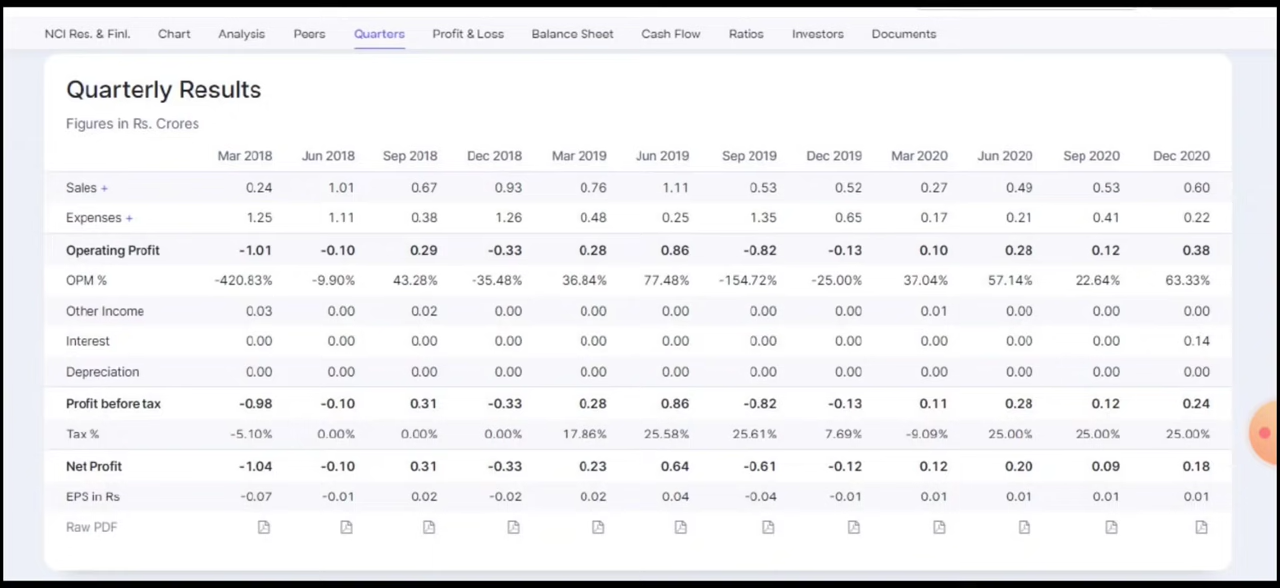 NCI Res. & Finl. Chart Analysis Peers Quarters Profit & Loss Balance Sheet Cash Flow Ratios Investors Documents
Quarterly Results
Figures in Rs. Crores
Mar 2018 Jun 2018 Sep 2018 Dec 2018 Mar 2019 Jun 2019 Sep 2019 Dec 2019 Mar 2020 Jun 2020 Sep 2020 Dec 2020
Sales + 0.24 1.01 0.67 0.93 0.76 1.11 0.53 0.52 0.27 0.49 0.53 0.60
Expenses + 1.25 1.11 0.38 1.26 0.48 0.25 1.35 0.65 0.17 0.21 0.41 0.22
Operating Profit -1.01 -0.10 0.29 -0.33 0.28 0.86 -0.82 -0.13 0.10 0.28 0.12 0.38
OPM % -420.83% -9.90% 43.28% -35.48% 36.84% 77.48% -154.72% -25.00% 37.04% 57.14% 22.64% 63.33%
Other Income 0.03 0.00 0.02 0.00 0.00 0.00 0.00 0.00 0.01 0.00 0.00 0.00
Interest 0.00 0.00 0.00 0.00 0.00 0.00 0.00 0.00 0.00 0.00 0.00 0.14
Depreciation 0.00 0.00 0.00 0.00 0.00 0.00 0.00 0.00 0.00 0.00 0.00 0.00
Profit before tax -0.98 -0.10 0.31 -0.33 0.28 0.86 -0.82 -0.13 0.11 0.28 0.12 0.24
Tax % -5.10% 0.00% 0.00% 0.00% 17.86% 25.58% 25.61% 7.69% -9.09% 25.00% 25.00% 25.00%
Net Profit -1.04 -0.10 0.31 -0.33 0.23 0.64 -0.61 -0.12 0.12 0.20 0.09 0.18
EPS in Rs -0.07 -0.01 0.02 -0.02 0.02 0.04 -0.04 -0.01 0.01 0.01 0.01 0.01
Raw PDF